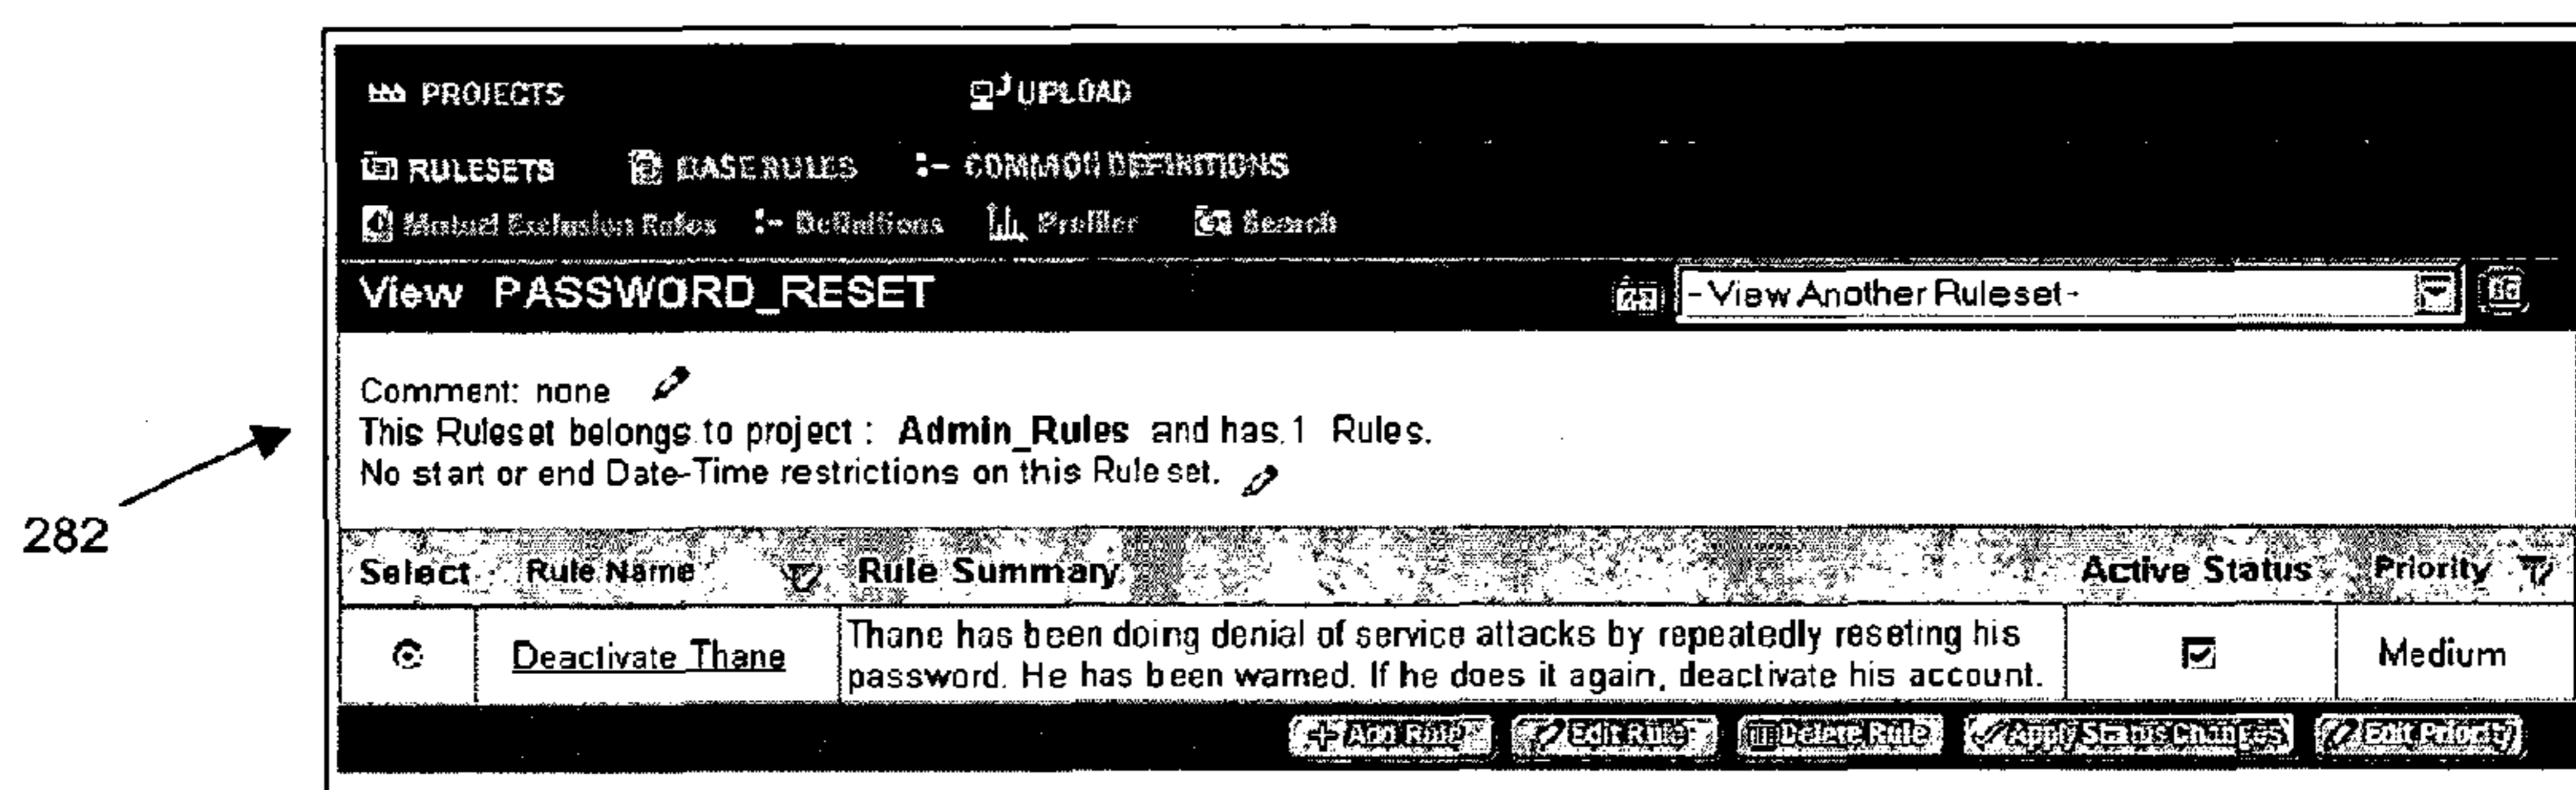 PROJECTS UPLOAD
RULESETS BASE RULES :- COMMON DEFINITIONS
Mutual Exclusion Rules :- Definitions Profiler Search
View PASSWORD_RESET - View Another Ruleset -
Comment: none
This Ruleset belongs to project : Admin_Rules and has 1 Rules.
No start or end Date-Time restrictions on this Rule set.
282
Select Rule Name Rule Summary Active Status Priority
Deactivate Thane Thane has been doing denial of service attacks by repeatedly reseting his Medium
password. He has been warned. If he does it again, deactivate his account.
Add Rule Edit Rule Delete Rule Apply Status Changes Edit Priority